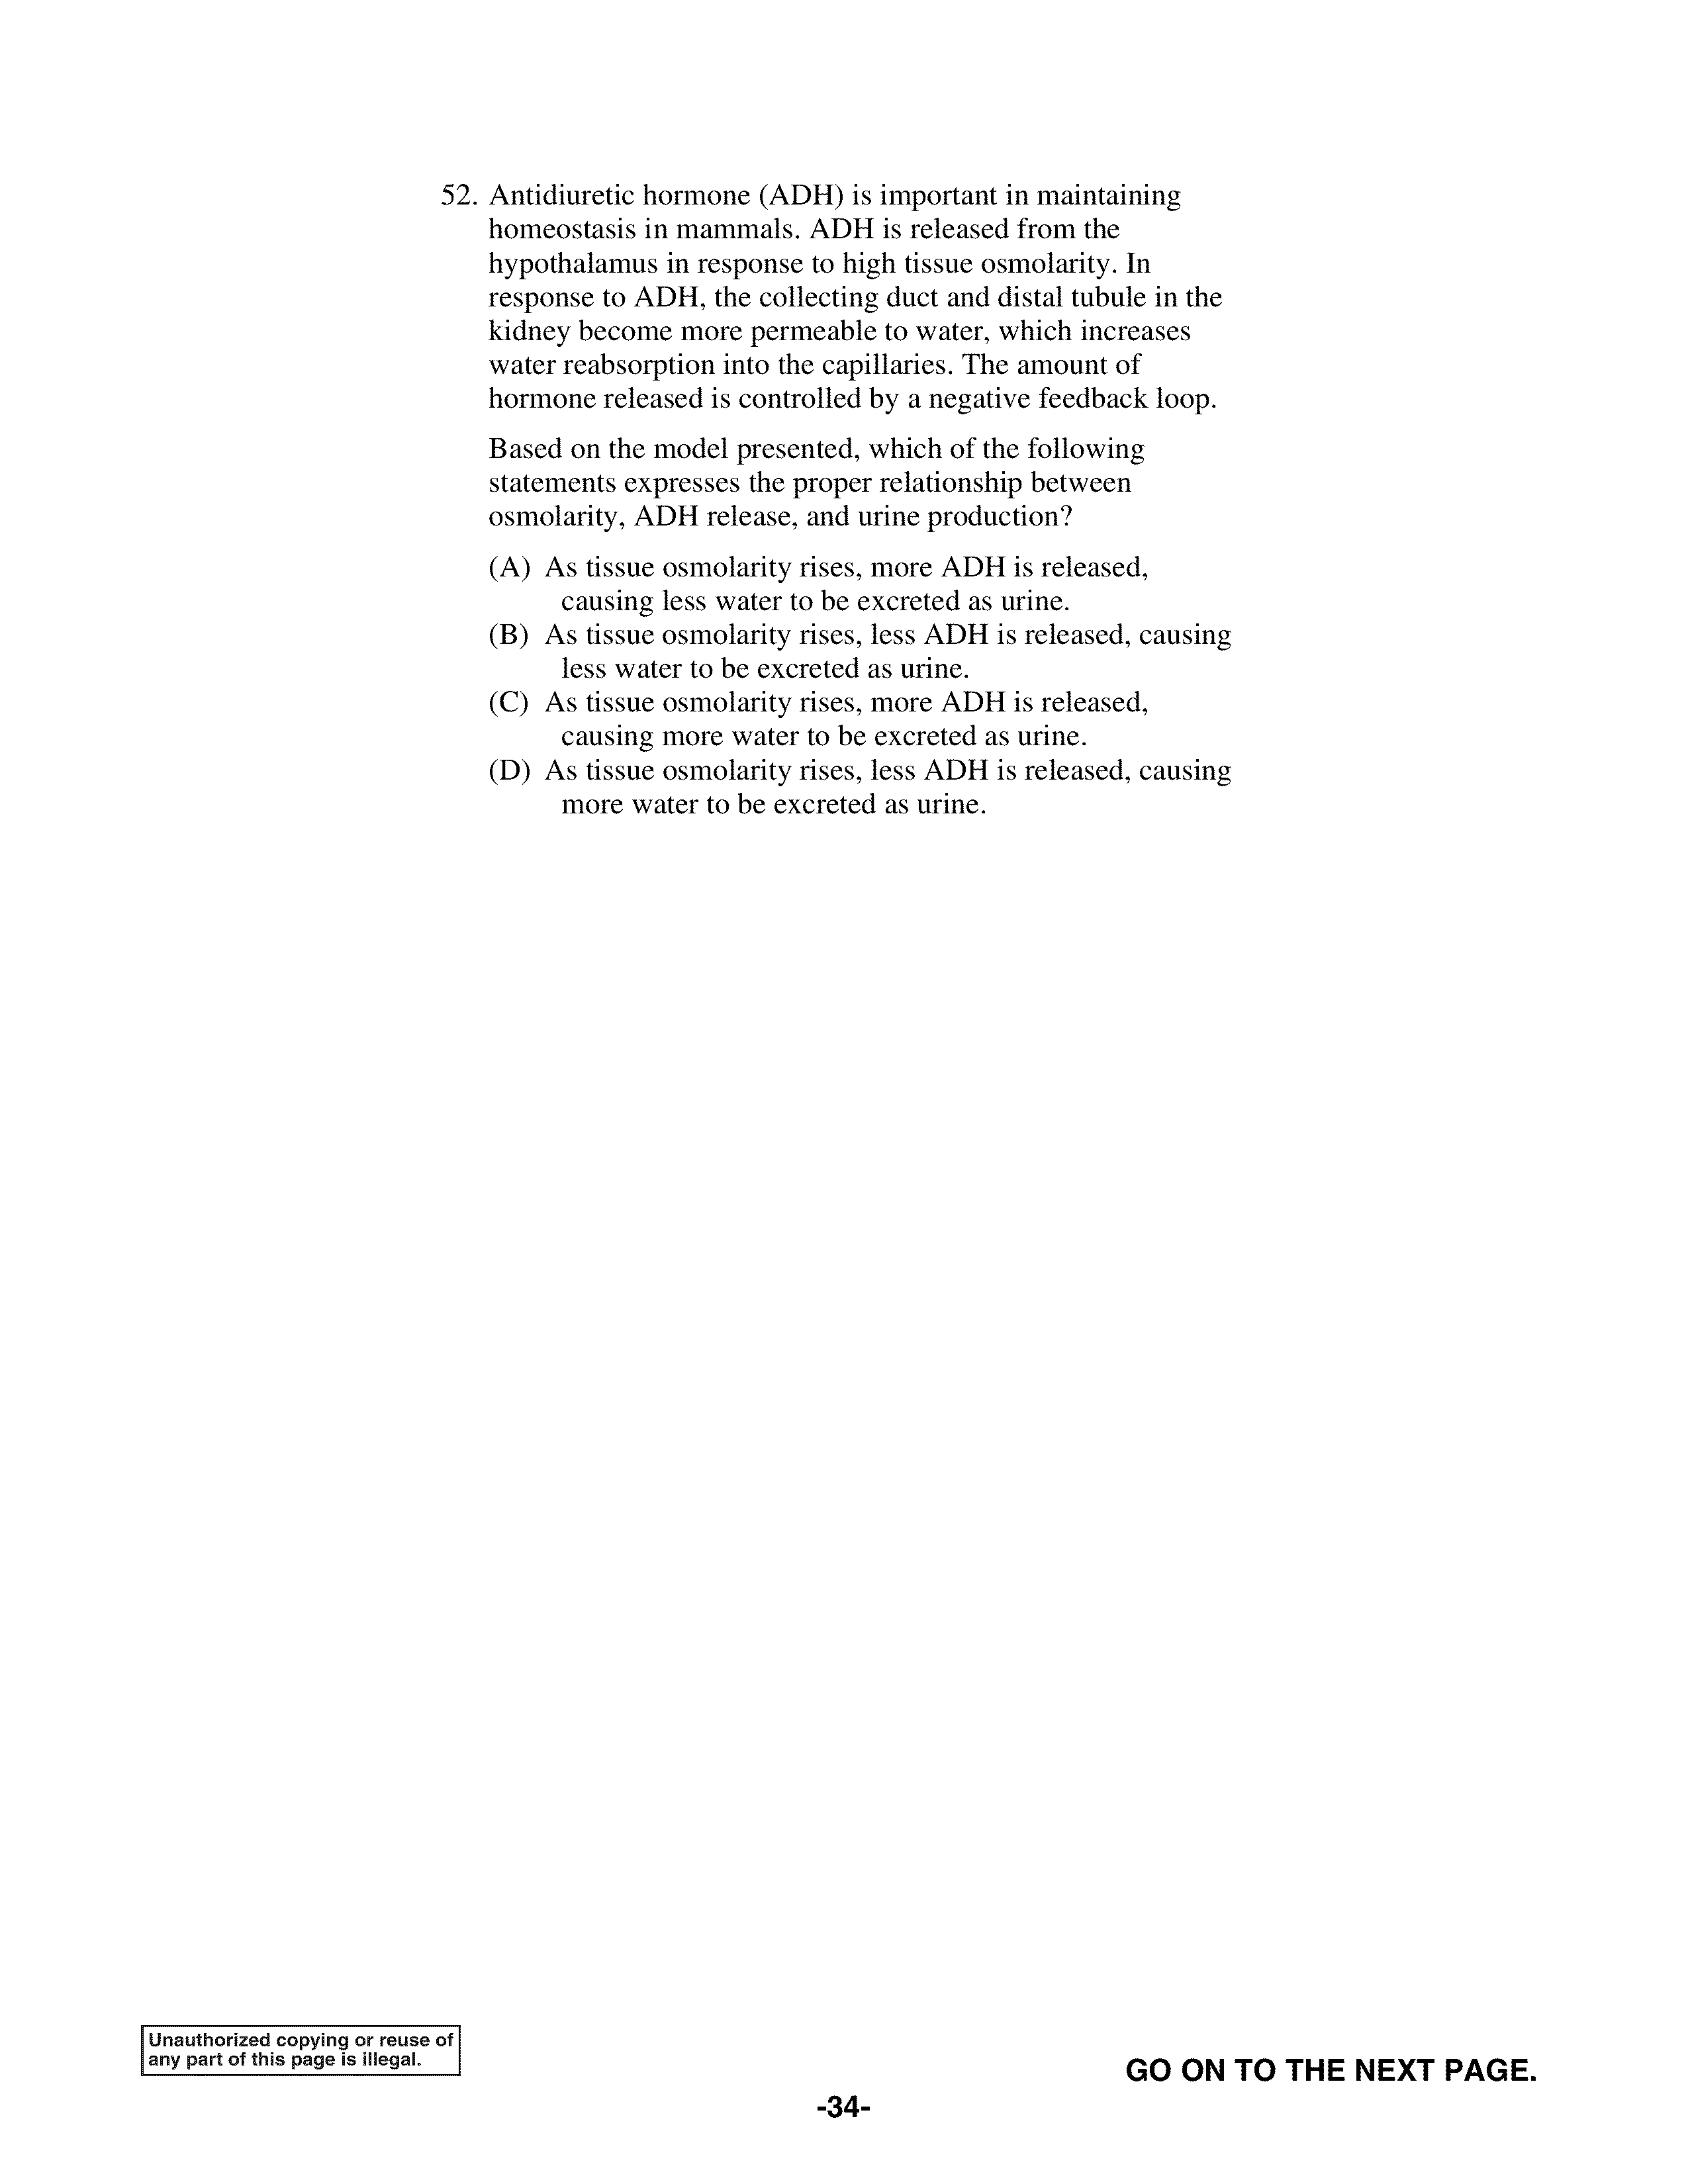 52. Antidiuretic hormone (ADH) is important in maintaining
homeostasis in mammals. ADH is released from the
hypothalamus in response to high tissue osmolarity. In
response to ADH, the collecting duct and distal tubule in the
kidney become more permeable to water, which increases
water reabsorption into the capillaries. The amount of
hormone released is controlled by a negative feedback loop.
Based on the model presented, which of the following
statements expresses the proper relationship between
osmolarity, ADH release, and urine production?
(A) As tissue osmolarity rises, more ADH is released,
causing less water to be excreted as urine.
(B) As tissue osmolarity rises, less ADH is released, causing
less water to be excreted as urine.
(C) As tissue osmolarity rises, more ADH is released,
causing more water to be excreted as urine.
(D) As tissue osmolarity rises, less ADH is released, causing
more water to be excreted as urine.
Unauthorized copying or reuse of
any part of this page is illegal.
GO ON TO THE NEXT PAGE.
-34-